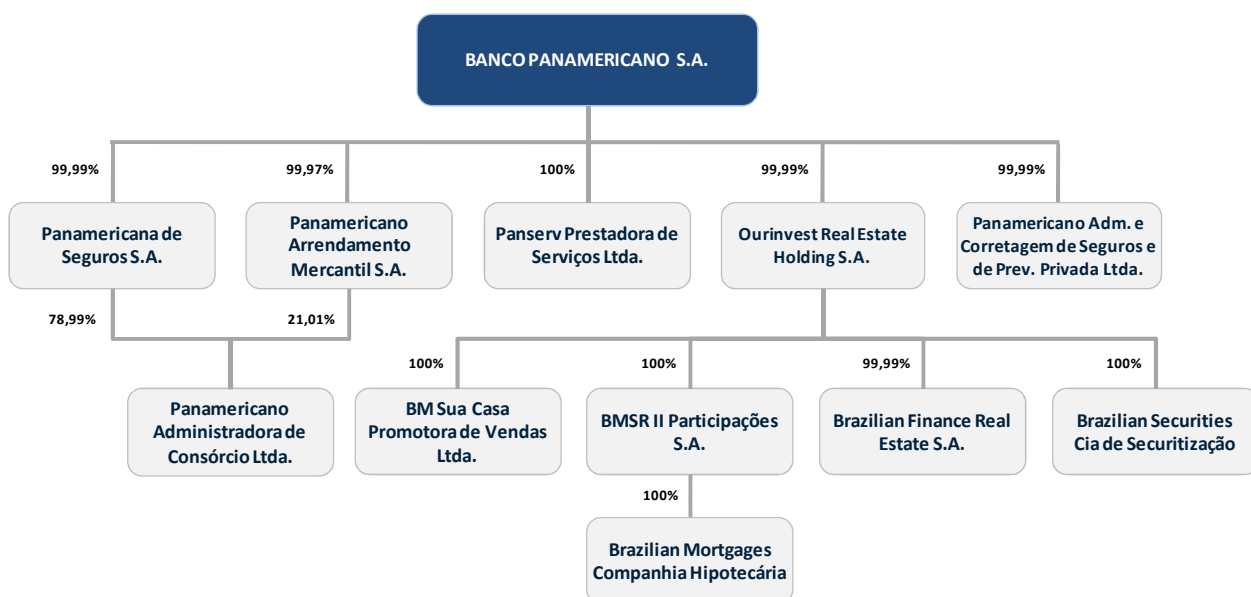 BANCO PANAMERICANO S.A.
99,99%
99,97%
100%
99,99%
99,99%
Panamericana de
Seguros S.A.
Panamericano
Arrendamento
Mercantil S.A.
Panserv Prestadora de
Serviços Ltda.
Ourinvest Real Estate
Holding S.A.
Panamericano Adm. e
Corretagem de Seguros e
de Prev. Privada Ltda.
78,99%
21,01%
100%
100%
99,99%
100%
Panamericano
Administradora de
Consórcio Ltda.
BM Sua Casa
Promotora de Vendas
Ltda.
BMSR II Participações
S.A.
Brazilian Finance Real
Estate S.A.
Brazilian Securities
Cia de Securitização
100%
Brazilian Mortgages
Companhia Hipotecária